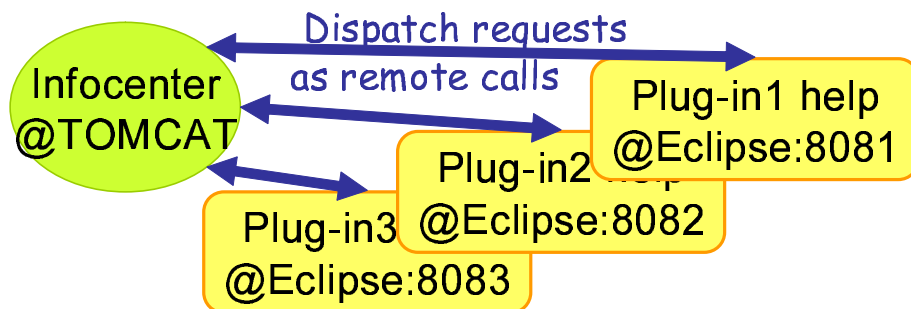 Dispatch requests
as remote calls
Infocenter
@TOMCAT
Plug-in1 help
@Eclipse:8081
Plug-in2 help
@Eclipse:8082
Plug-in3
@Eclipse:8083